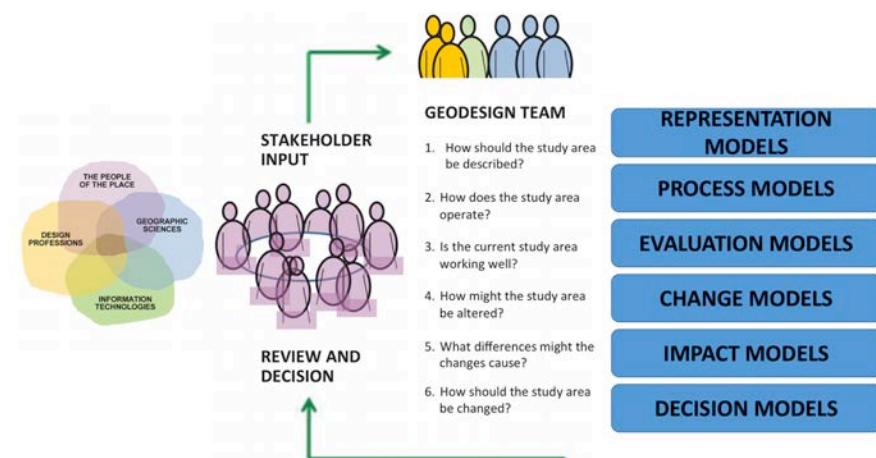 THE PEOPLE
OF THE PLACE
DESIGN
PROFESSIONS
GEOGRAPHIC
SCIENCES
INFORMATION
TECHNOLOGIES
STAKEHOLDER
INPUT
REVIEW AND
DECISION
GEODESIGN TEAM
1. How should the study area
be described?
2. How does the study area
operate?
3. Is the current study area
working well?
4. How might the study area
be altered?
5. What differences might the
changes cause?
6. How should the study area
be changed?
REPRESENTATION
MODELS
PROCESS MODELS
EVALUATION MODELS
CHANGE MODELS
IMPACT MODELS
DECISION MODELS